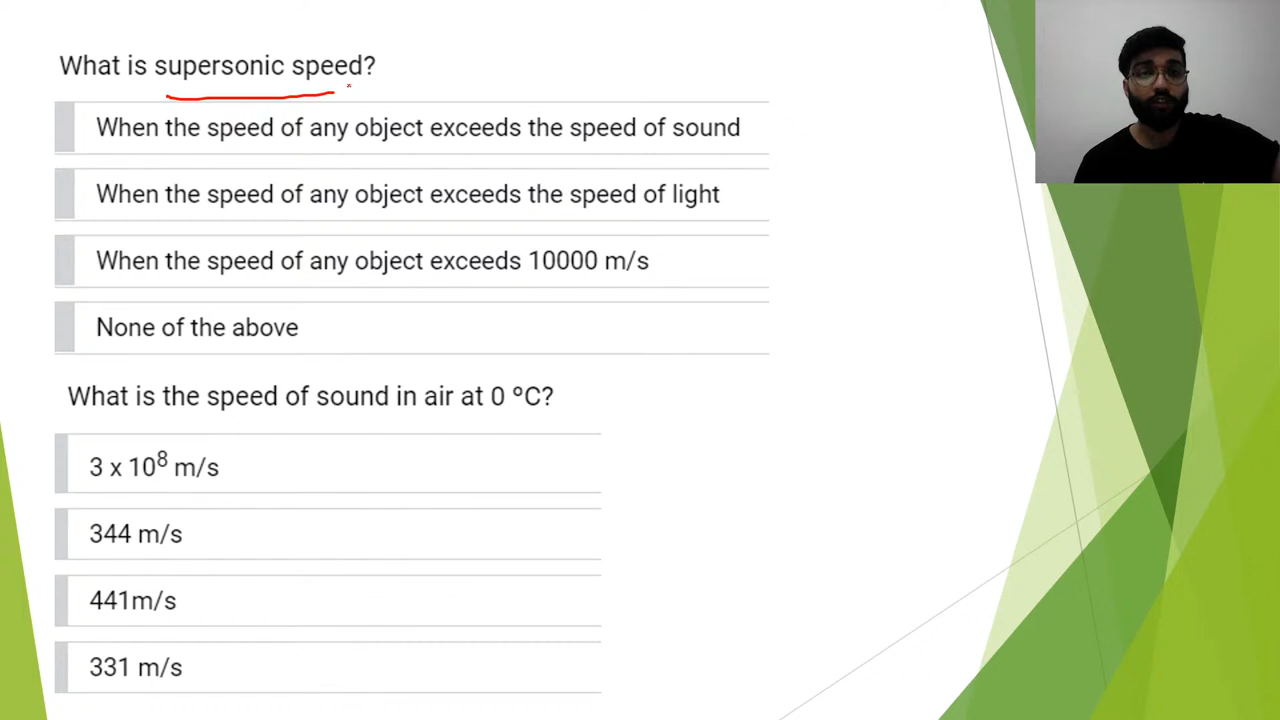 What is supersonic speed?
When the speed of any object exceeds the speed of sound
When the speed of any object exceeds the speed of light
When the speed of any object exceeds 10000 m/s
None of the above
What is the speed of sound in air at 0 ºC?
3 x 10⁸ m/s
344 m/s
441m/s
331 m/s